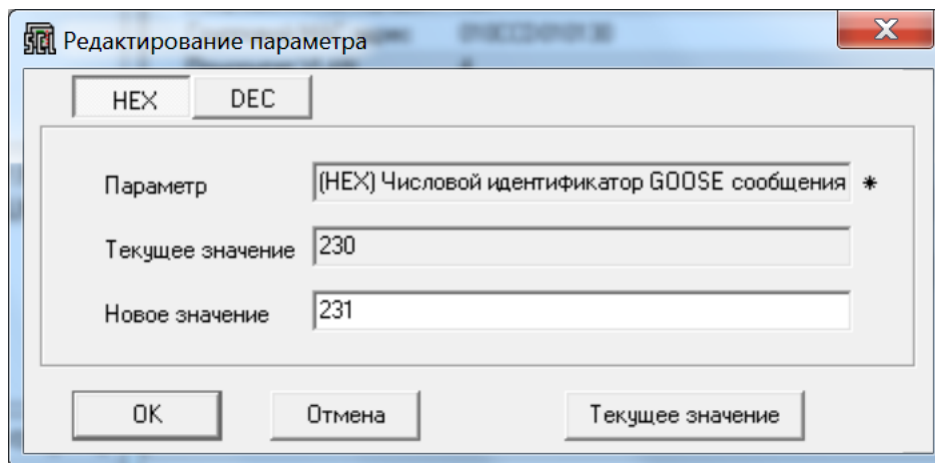 Редактирование параметра
HEX DEC
Параметр (HEX) Числовой идентификатор GOOSE сообщения *
Текущее значение 230
Новое значение 231
OK Отмена Текущее значение